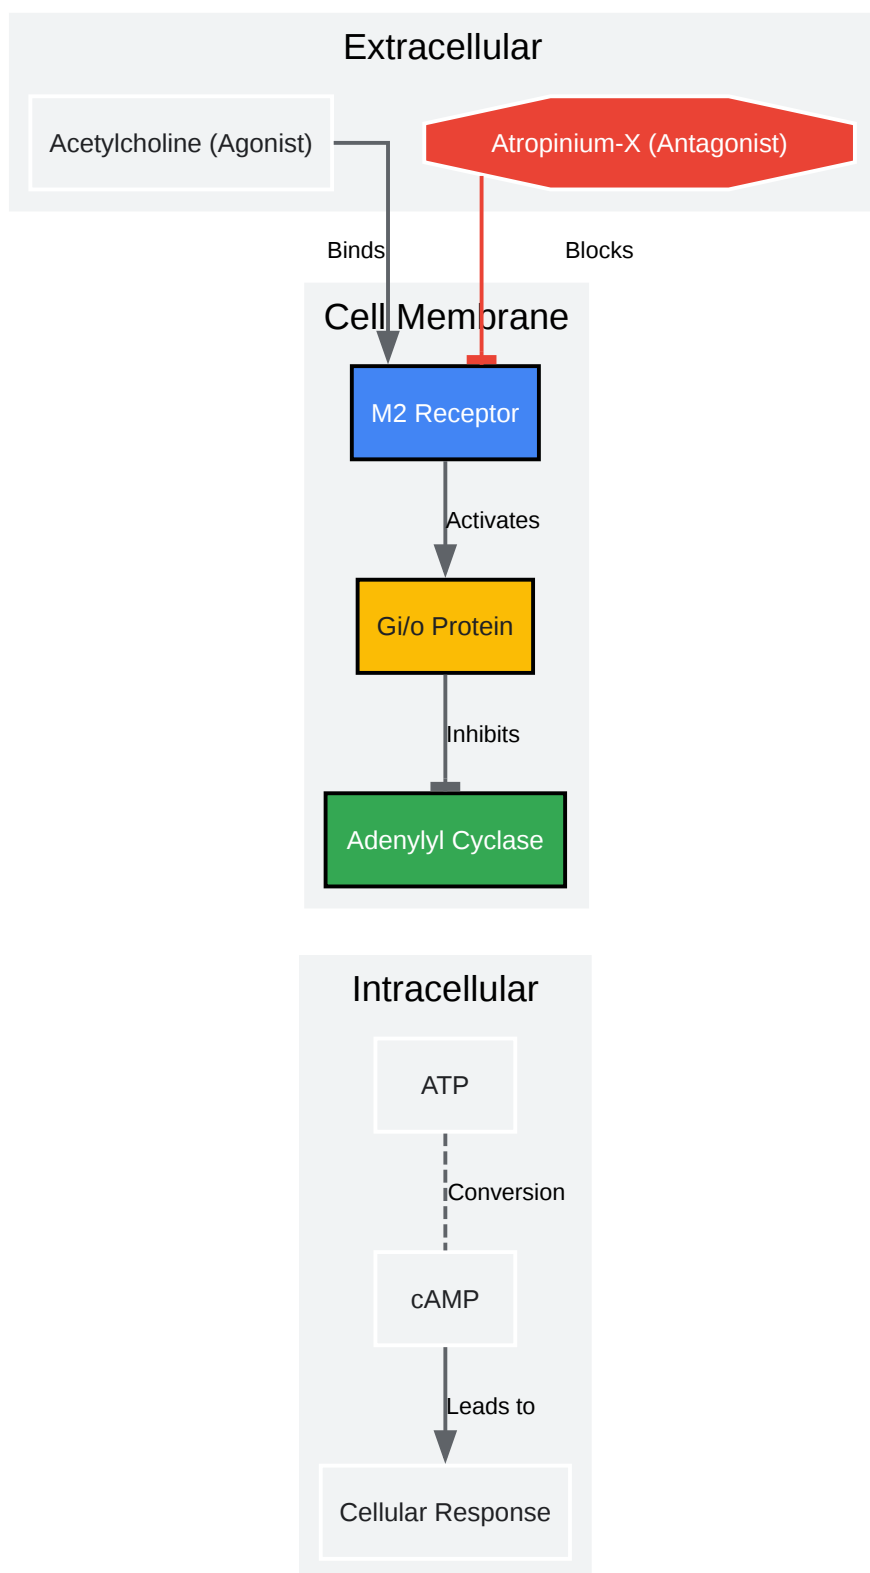 Extracellular
Acetylcholine (Agonist)
Atropinium-X (Antagonist)
Binds
Blocks
Cell Membrane
M2 Receptor
Activates
Gi/o Protein
Inhibits
Adenylyl Cyclase
Intracellular
ATP
Conversion
cAMP
Leads to
Cellular Response